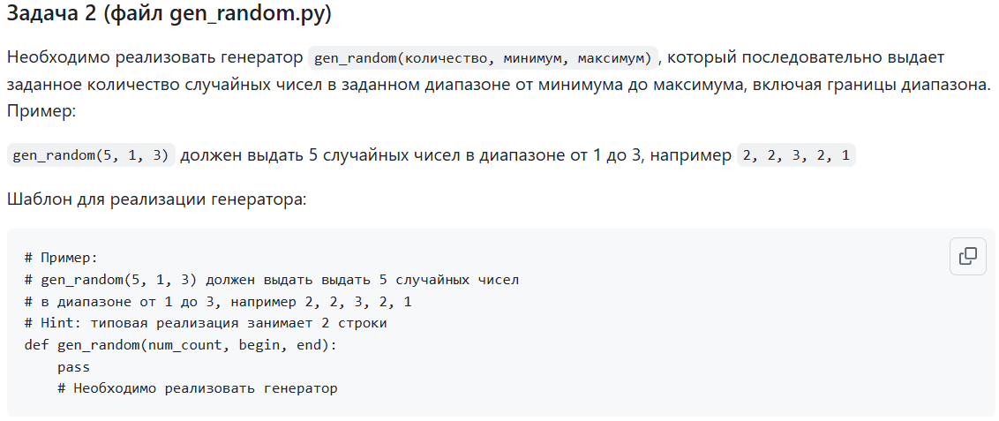 Задача 2 (файл gen_random.py)
Необходимо реализовать генератор gen_random(количество, минимум, максимум), который последовательно выдает
заданное количество случайных чисел в заданном диапазоне от минимума до максимума, включая границы диапазона.
Пример:
gen_random(5, 1, 3) должен выдать 5 случайных чисел в диапазоне от 1 до 3, например 2, 2, 3, 2, 1
Шаблон для реализации генератора:
# Пример:
# gen_random(5, 1, 3) должен выдать выдать 5 случайных чисел
# в диапазоне от 1 до 3, например 2, 2, 3, 2, 1
# Hint: типовая реализация занимает 2 строки
def gen_random(num_count, begin, end):
    pass
    # Необходимо реализовать генератор